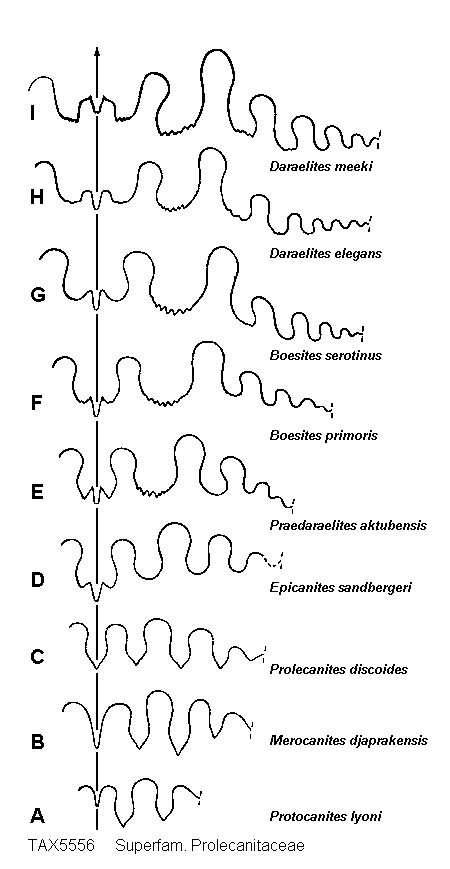 I
Daraelites meeki
H
Daraelites elegans
G
Boesites serotinus
F
Boesites primoris
E
Praedaraelites aktubensis
D
Epicanites sandbergeri
C
Prolecanites discoides
B
Merocanites djaprakensis
A
Protocanites lyoni
TAX5556 Superfam. Prolecanitaceae